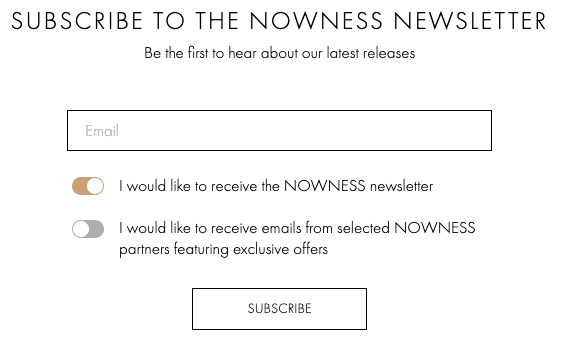 SUBSCRIBE TO THE NOWNESS NEWSLETTER
Be the first to hear about our latest releases
Email
I would like to receive the NOWNESS newsletter
I would like to receive emails from selected NOWNESS
partners featuring exclusive offers
SUBSCRIBE